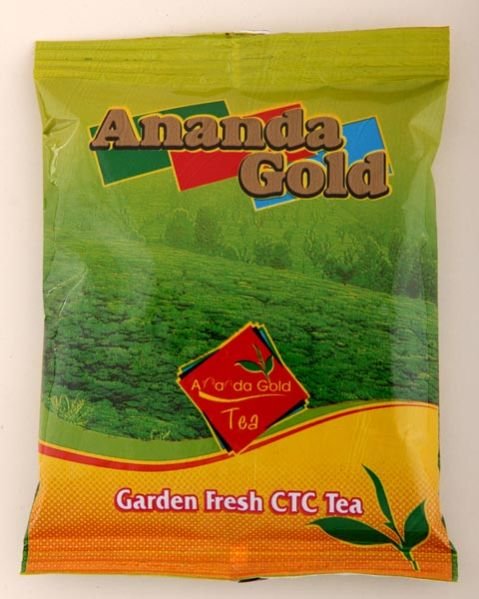 Ananda
Gold
Ananda Gold
Tea
Garden Fresh CTC Tea